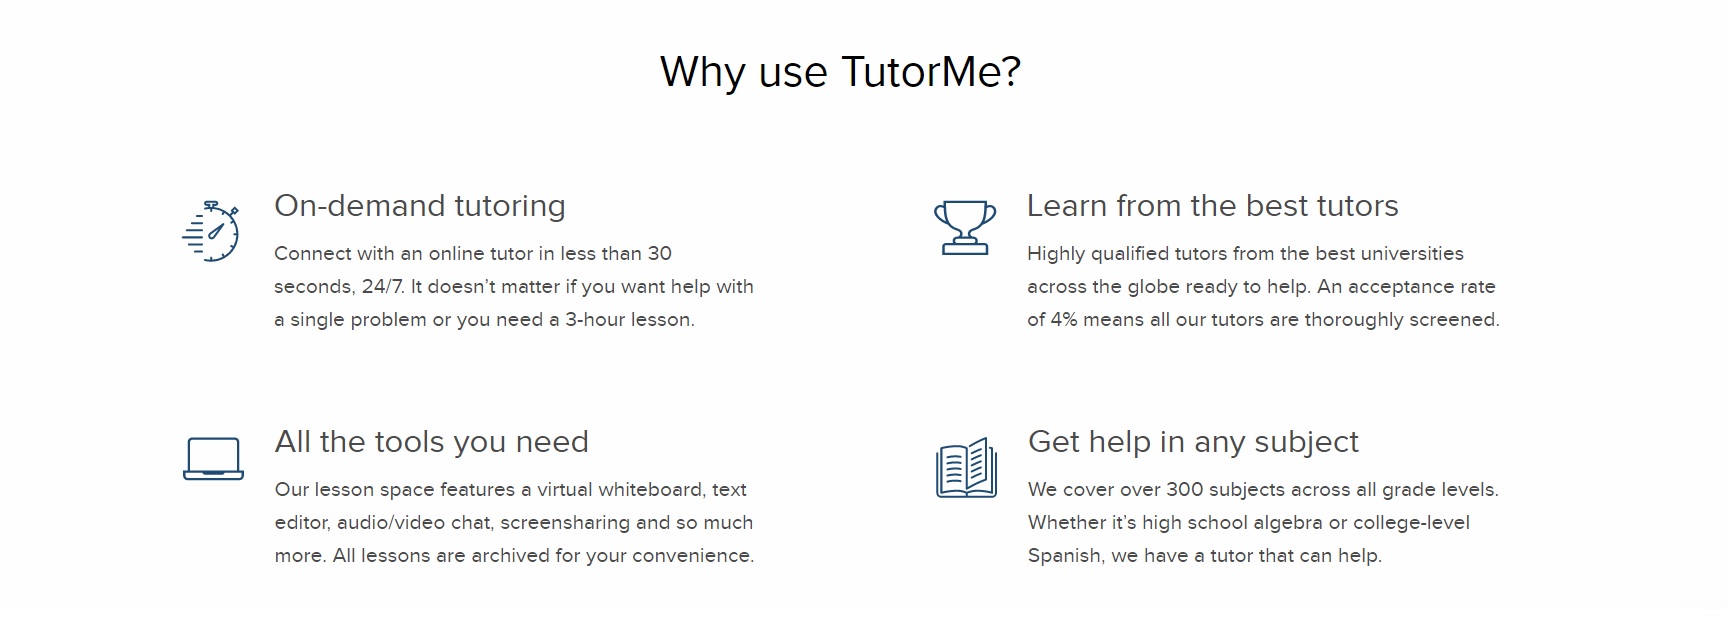 Why use TutorMe?
On-demand tutoring
Connect with an online tutor in less than 30
seconds, 24/7. It doesn’t matter if you want help with
a single problem or you need a 3-hour lesson.
Learn from the best tutors
Highly qualified tutors from the best universities
across the globe ready to help. An acceptance rate
of 4% means all our tutors are thoroughly screened.
All the tools you need
Our lesson space features a virtual whiteboard, text
editor, audio/video chat, screensharing and so much
more. All lessons are archived for your convenience.
Get help in any subject
We cover over 300 subjects across all grade levels.
Whether it’s high school algebra or college-level
Spanish, we have a tutor that can help.